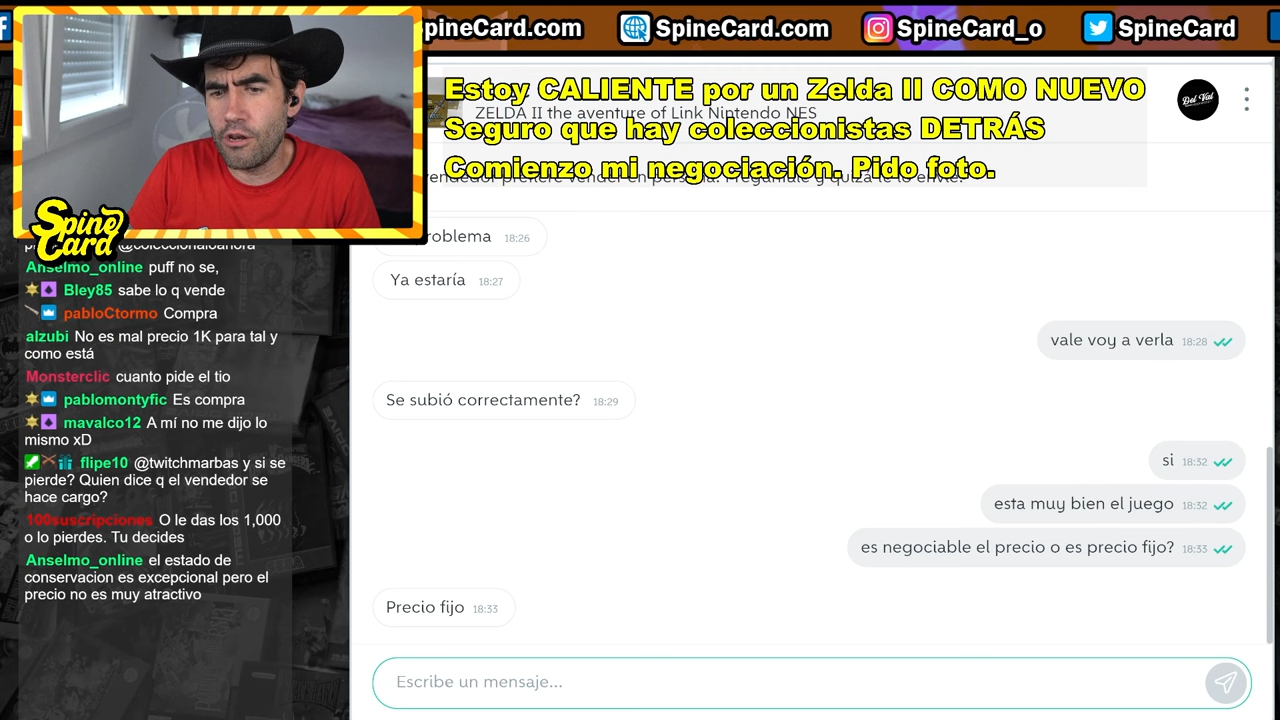 SpineCard.com
SpineCard.com
SpineCard_o
SpineCard
Estoy CALIENTE por un Zelda II COMO NUEVO
ZELDA II the aventure of Link Nintendo NES
Seguro que hay coleccionistas DETRÁS
Comienzo mi negociación. Pido foto.
Del Val
Spine
Card
Anselmo_online puff no se,
Bley85 sabe lo q vende
pabloCtormo Compra
alzubi No es mal precio 1K para tal y
como está
Monsterclic cuanto pide el tio
pablomontyfic Es compra
mavalco12 A mí no me dijo lo
mismo xD
flipe10 @twitchmarbas y si se
pierde? Quien dice q el vendedor se
hace cargo?
100suscripciones O le das los 1,000
o lo pierdes. Tu decides
Anselmo_online el estado de
conservacion es excepcional pero el
precio no es muy atractivo
roblema 18:26
Ya estaría 18:27
vale voy a verla 18:28
Se subió correctamente? 18:29
si 18:32
esta muy bien el juego 18:32
es negociable el precio o es precio fijo? 18:33
Precio fijo 18:33
Escribe un mensaje...